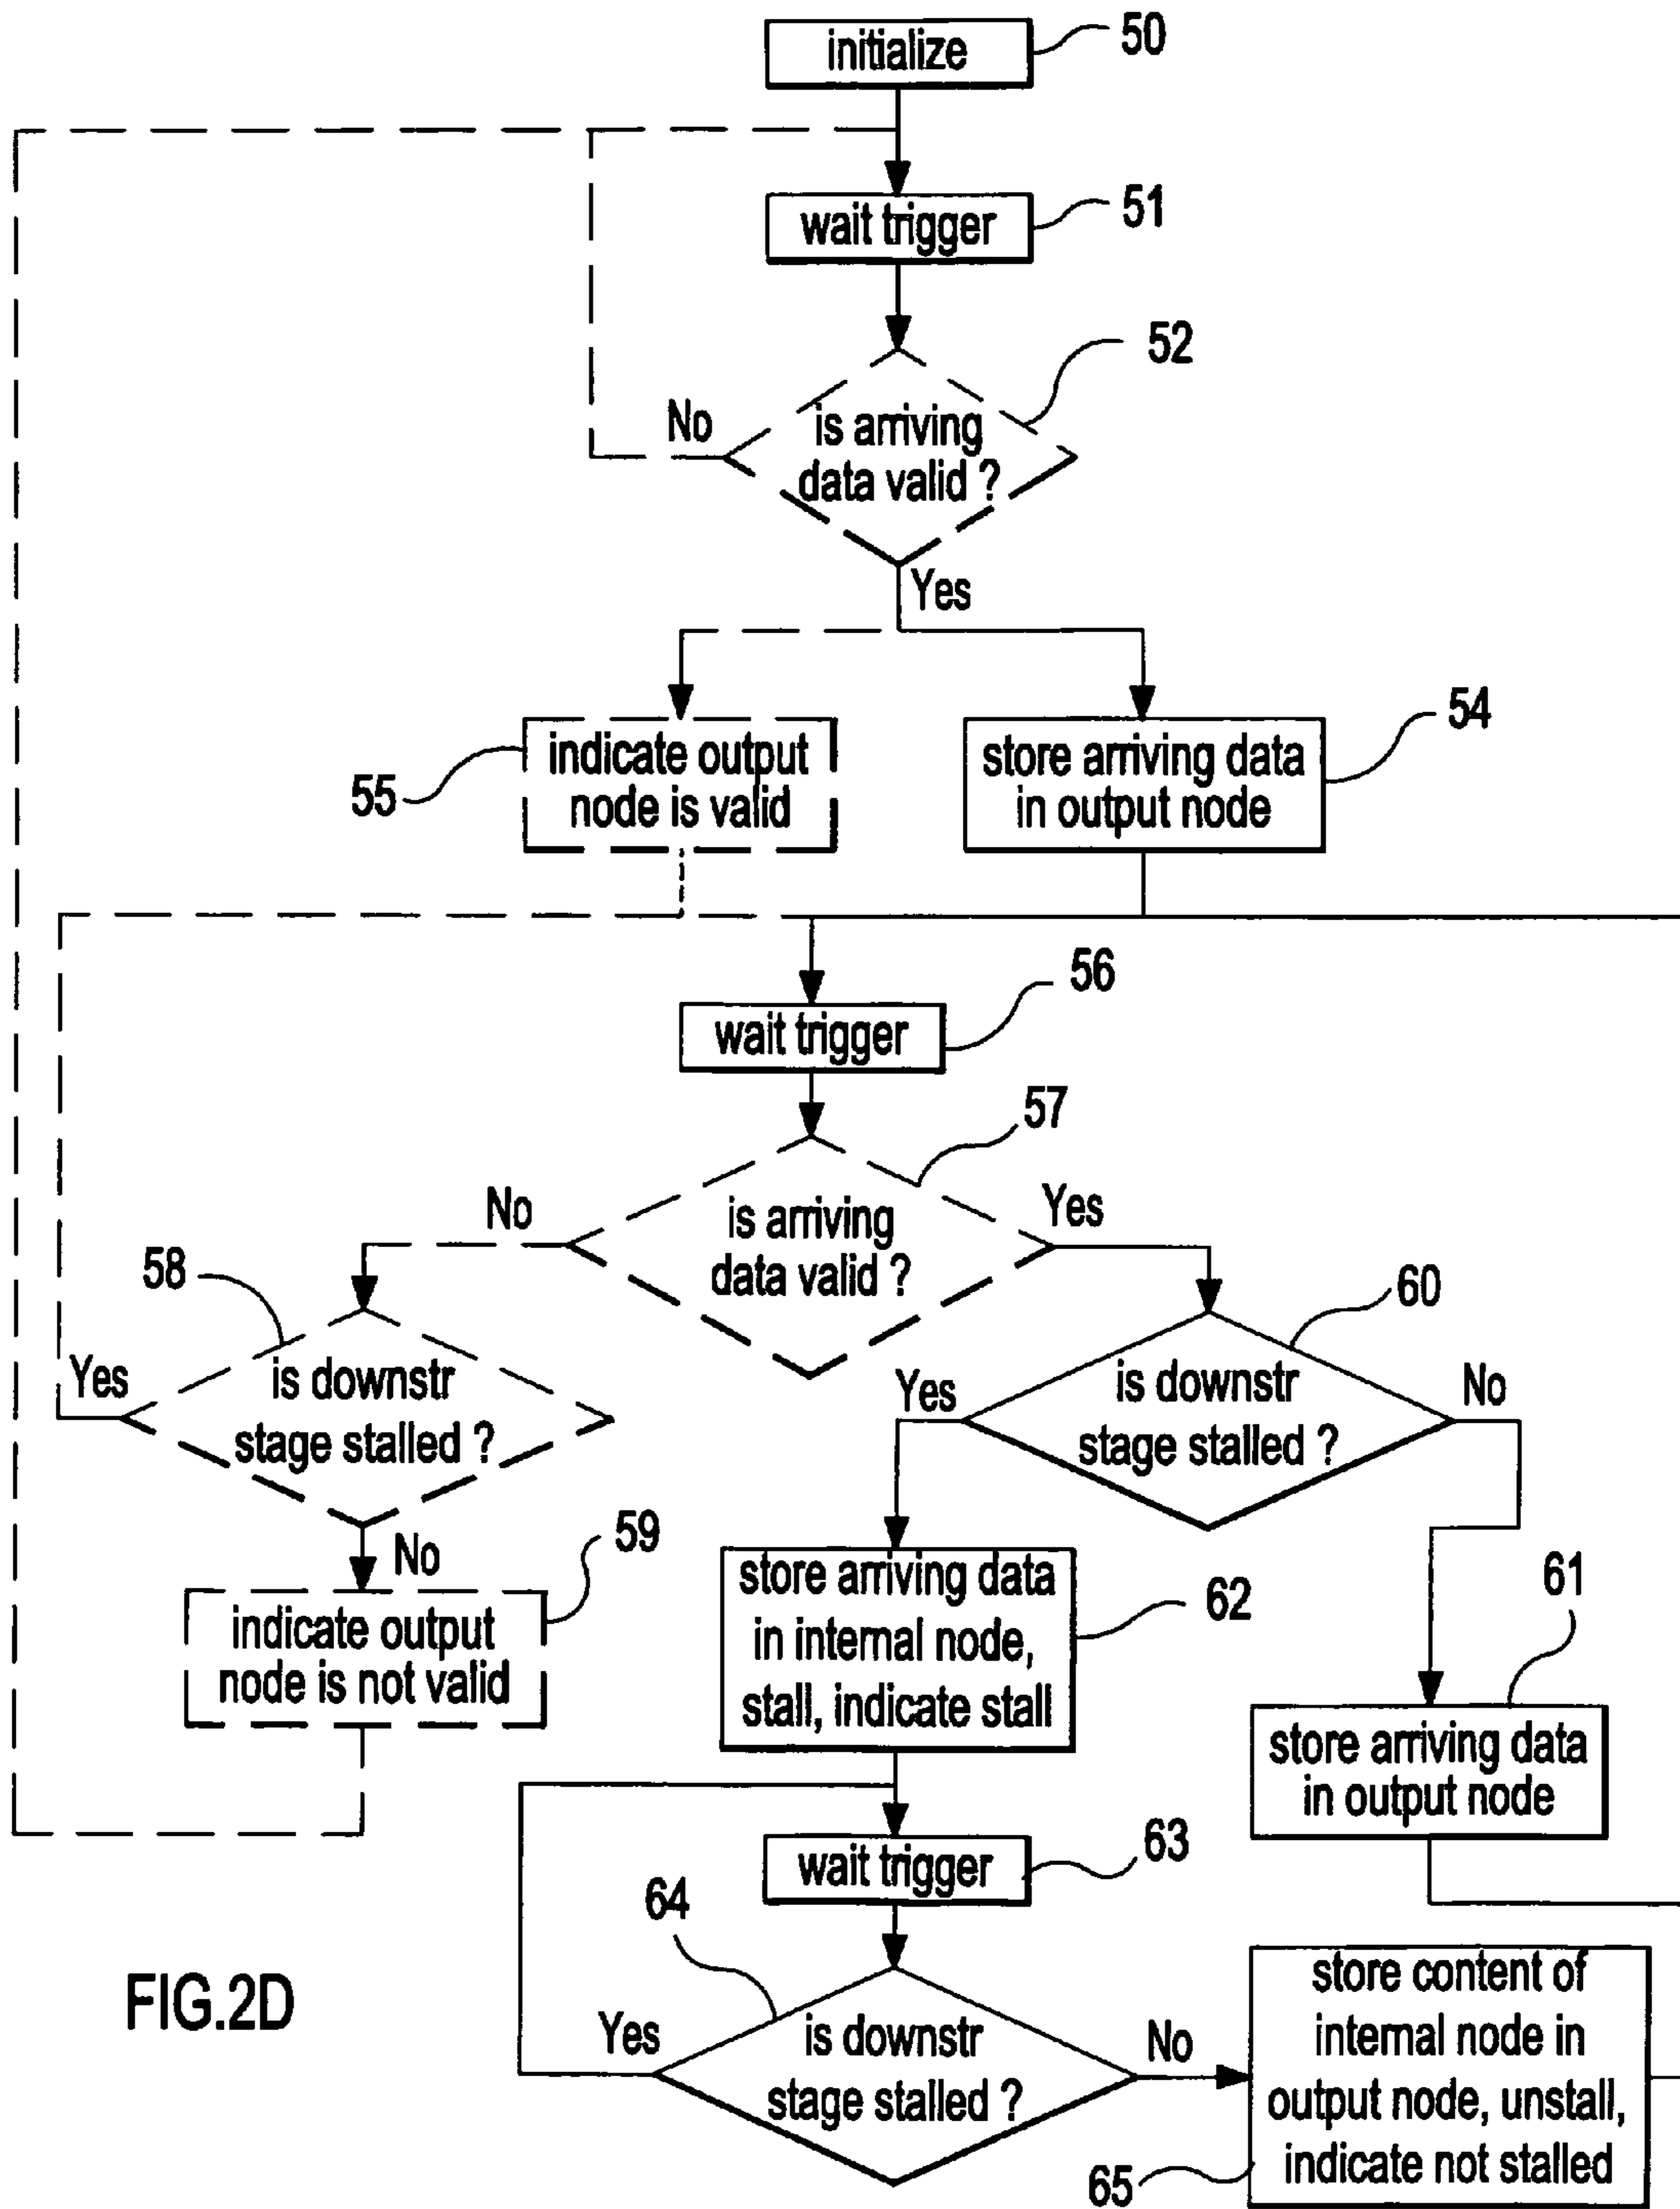 initialize
50
wait trigger
51
52
No
is arriving
data valid ?
Yes
55
indicate output
node is valid
store arriving data
in output node
54
wait trigger
56
57
No
is arriving
data valid ?
Yes
58
Yes
is downstr
stage stalled ?
No
60
Yes
is downstr
stage stalled ?
No
indicate output
node is not valid
59
store arriving data
in internal node,
stall, indicate stall
62
61
store arriving data
in output node
wait trigger
63
64
Yes
is downstr
stage stalled ?
No
store content of
internal node in
output node, unstall,
indicate not stalled
65
FIG.2D